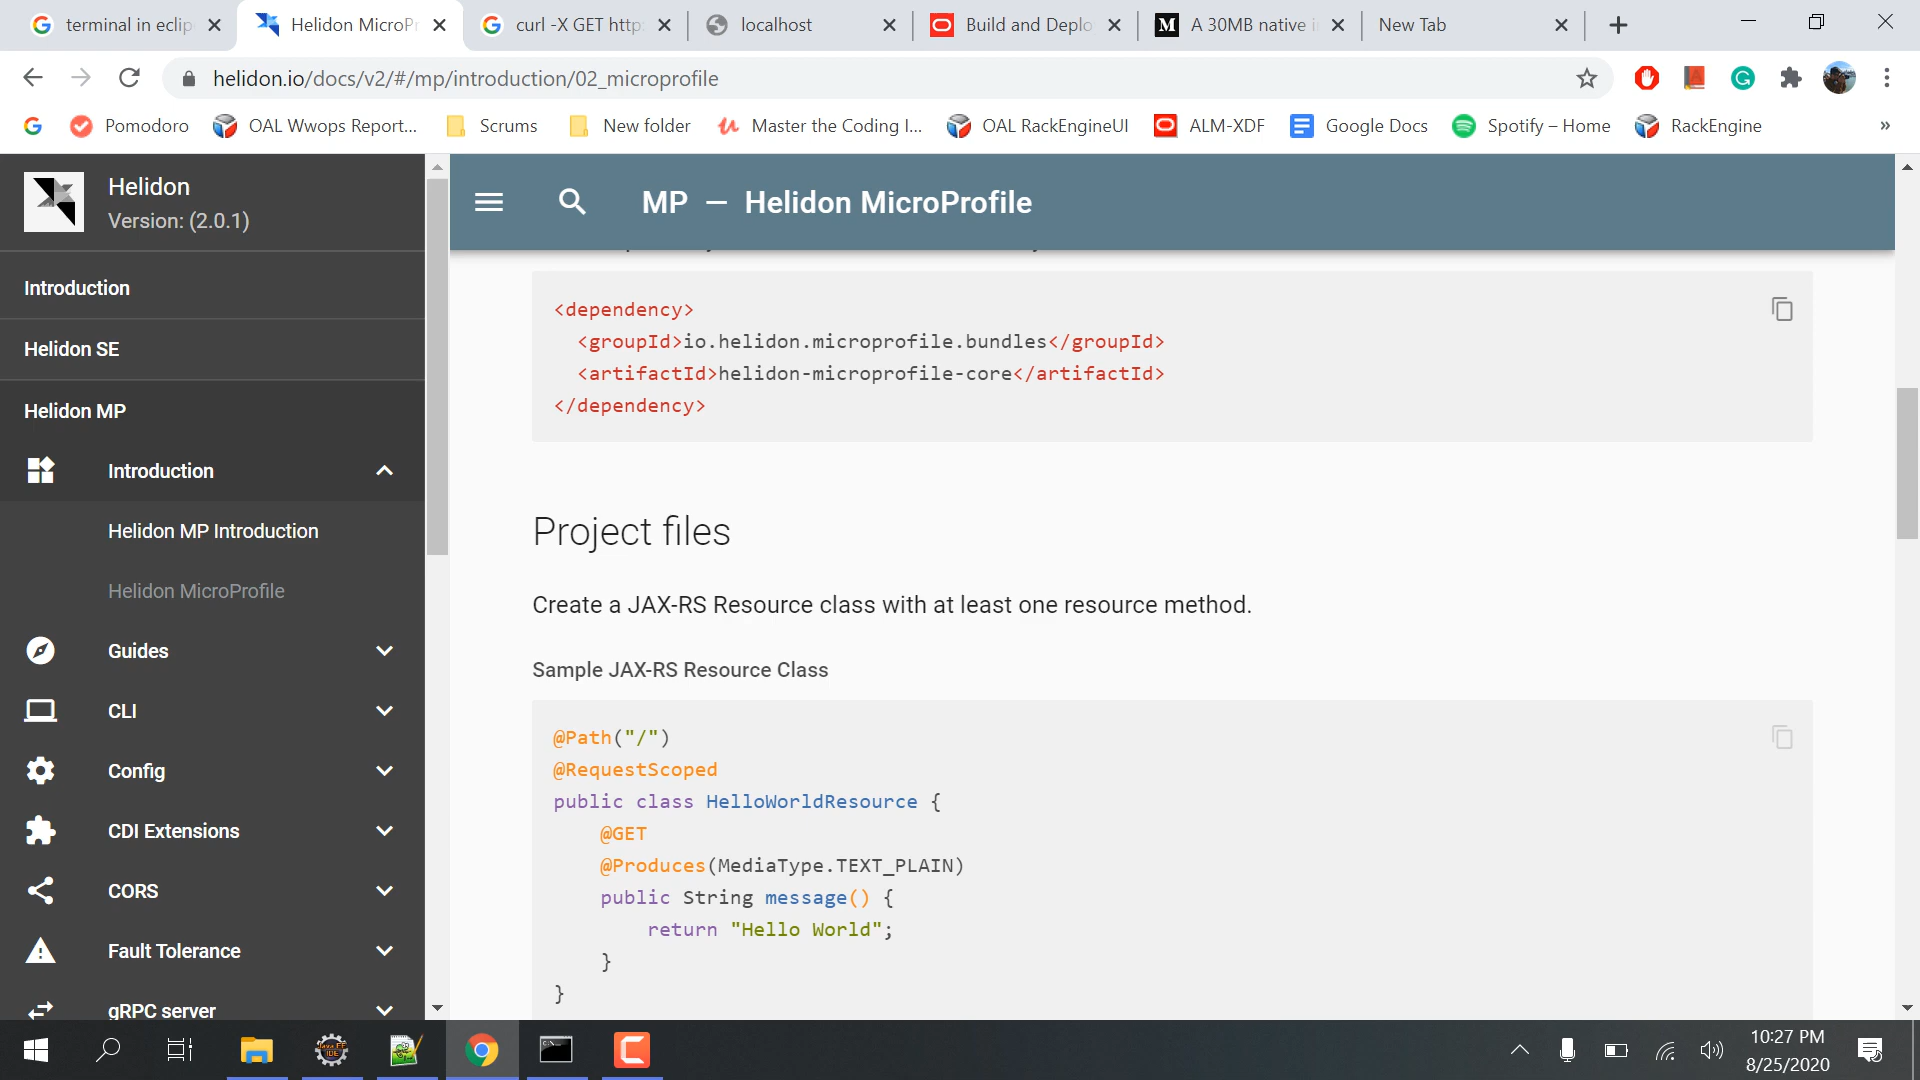 terminal in eclip
Helidon MicroPr
curl -X GET http:
localhost
Build and Deplo
A 30MB native i
New Tab
helidon.io/docs/v2/#/mp/introduction/02_microprofile
Pomodoro
OAL Wwops Report...
Scrums
New folder
Master the Coding I...
OAL RackEngineUI
ALM-XDF
Google Docs
Spotify – Home
RackEngine
»
Helidon
Version: (2.0.1)
Introduction
Helidon SE
Helidon MP
Introduction
Helidon MP Introduction
Helidon MicroProfile
Guides
CLI
Config
CDI Extensions
CORS
Fault Tolerance
gRPC server
MP — Helidon MicroProfile
<dependency>
<groupId>io.helidon.microprofile.bundles</groupId>
<artifactId>helidon-microprofile-core</artifactId>
</dependency>
Project files
Create a JAX-RS Resource class with at least one resource method.
Sample JAX-RS Resource Class
@Path("/")
@RequestScoped
public class HelloWorldResource {
@GET
@Produces(MediaType.TEXT_PLAIN)
public String message() {
return "Hello World";
}
}
10:27 PM
8/25/2020